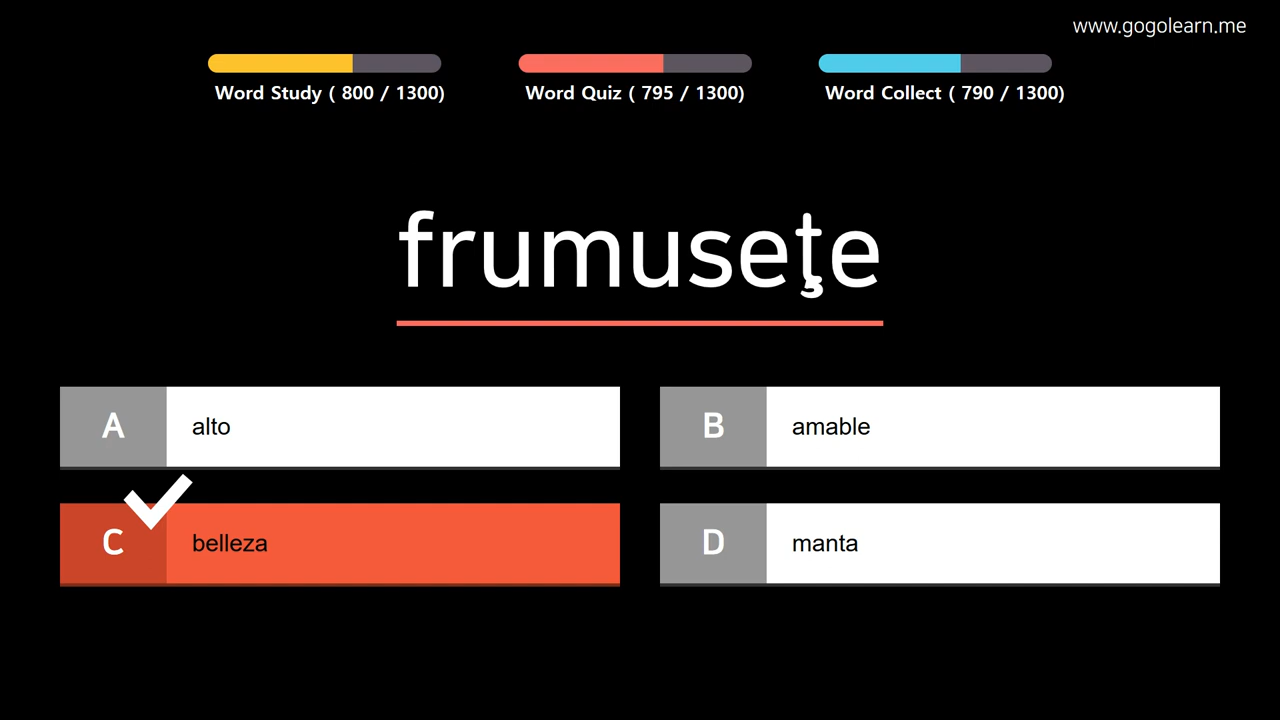 www.gogolearn.me
Word Study ( 800 / 1300)
Word Quiz ( 795 / 1300)
Word Collect ( 790 / 1300)
frumuseţe
A
alto
B
amable
C
belleza
D
manta